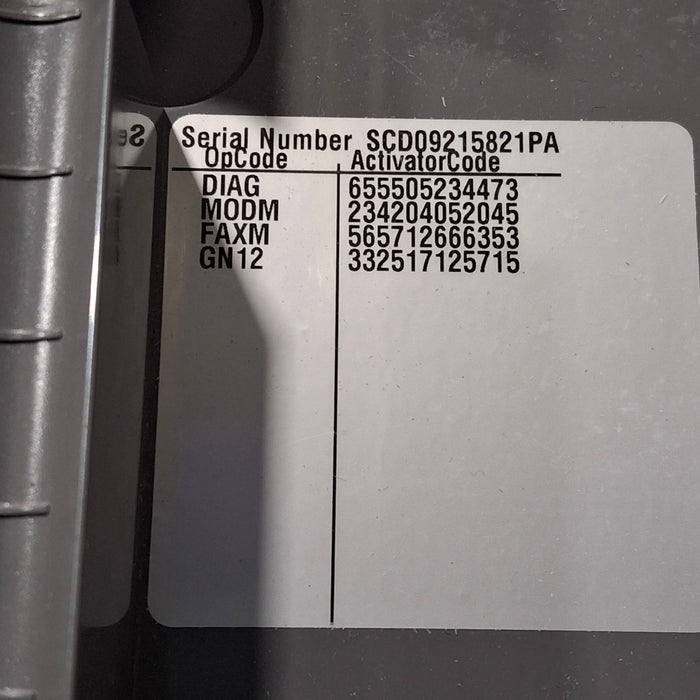 Serial Number SCD09215821PA
OpCode ActivatorCode
DIAG 655505234473
MODM 234204052045
FAXM 565712666353
GN12 332517125715